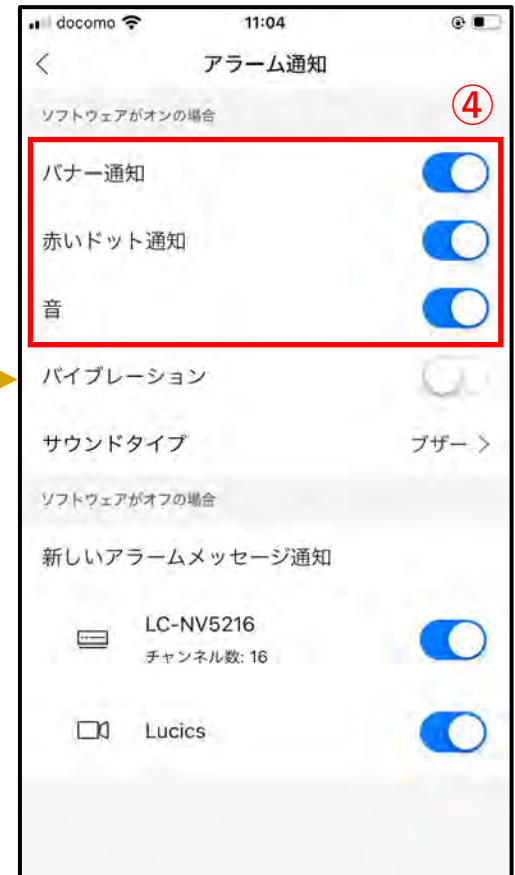 docomo 11:04
アラーム通知
ソフトウェアがオンの場合
④
バナー通知
赤いドット通知
音
バイブレーション
サウンドタイプ ブザー
ソフトウェアがオフの場合
新しいアラームメッセージ通知
LC-NV5216
チャンネル数: 16
Lucics